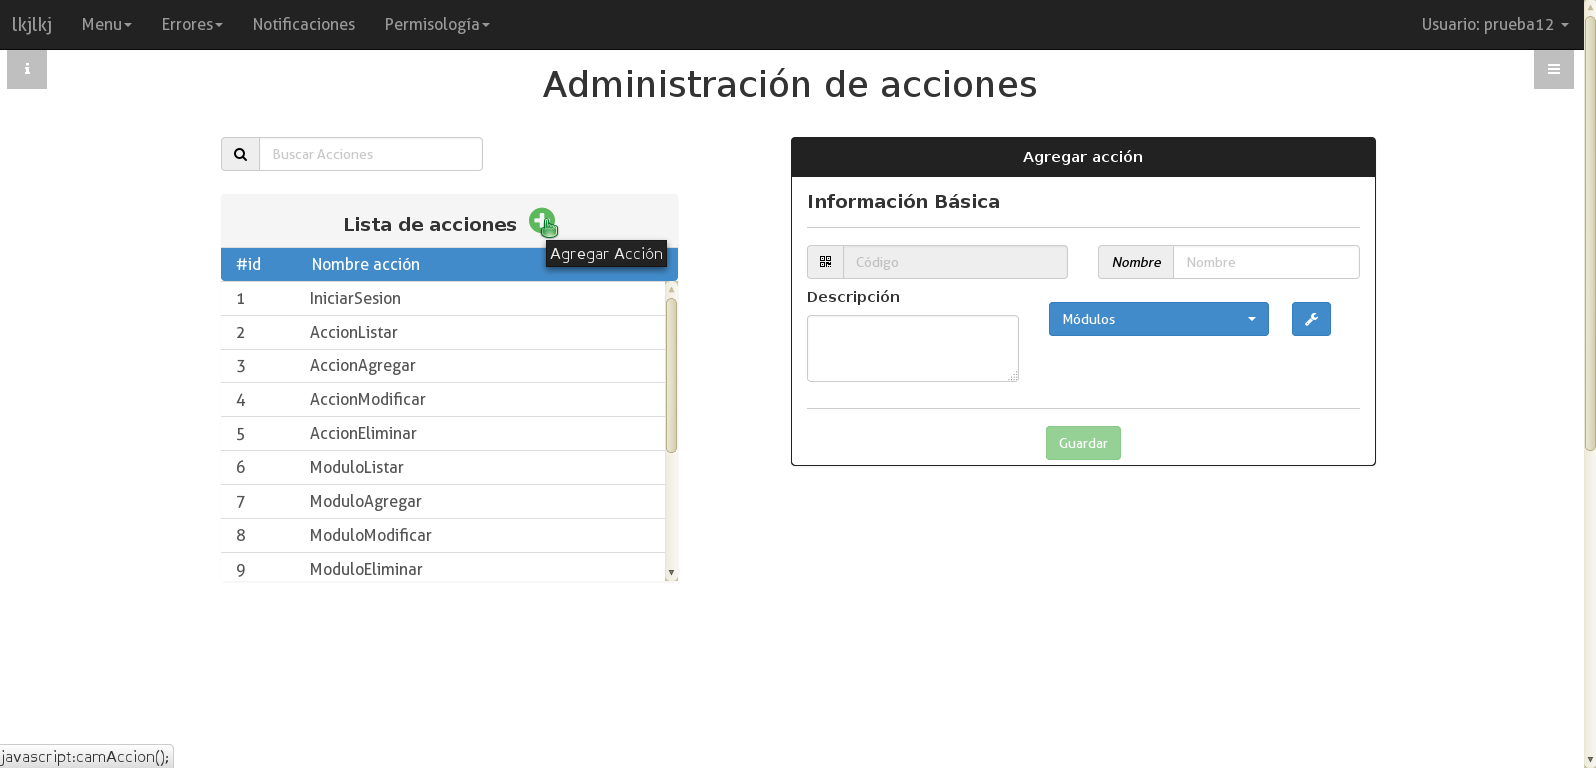 lkjlkj Menu Errores Notificaciones Permisología Usuario: prueba12
i
Administración de acciones
Buscar Acciones
Lista de acciones
Agregar Acción
#id Nombre acción
1 IniciarSesion
2 AccionListar
3 AccionAgregar
4 AccionModificar
5 AccionEliminar
6 ModuloListar
7 ModuloAgregar
8 ModuloModificar
9 ModuloEliminar
Agregar acción
Información Básica
Código Nombre Nombre
Descripción
Módulos
Guardar
javascript:camAccion();